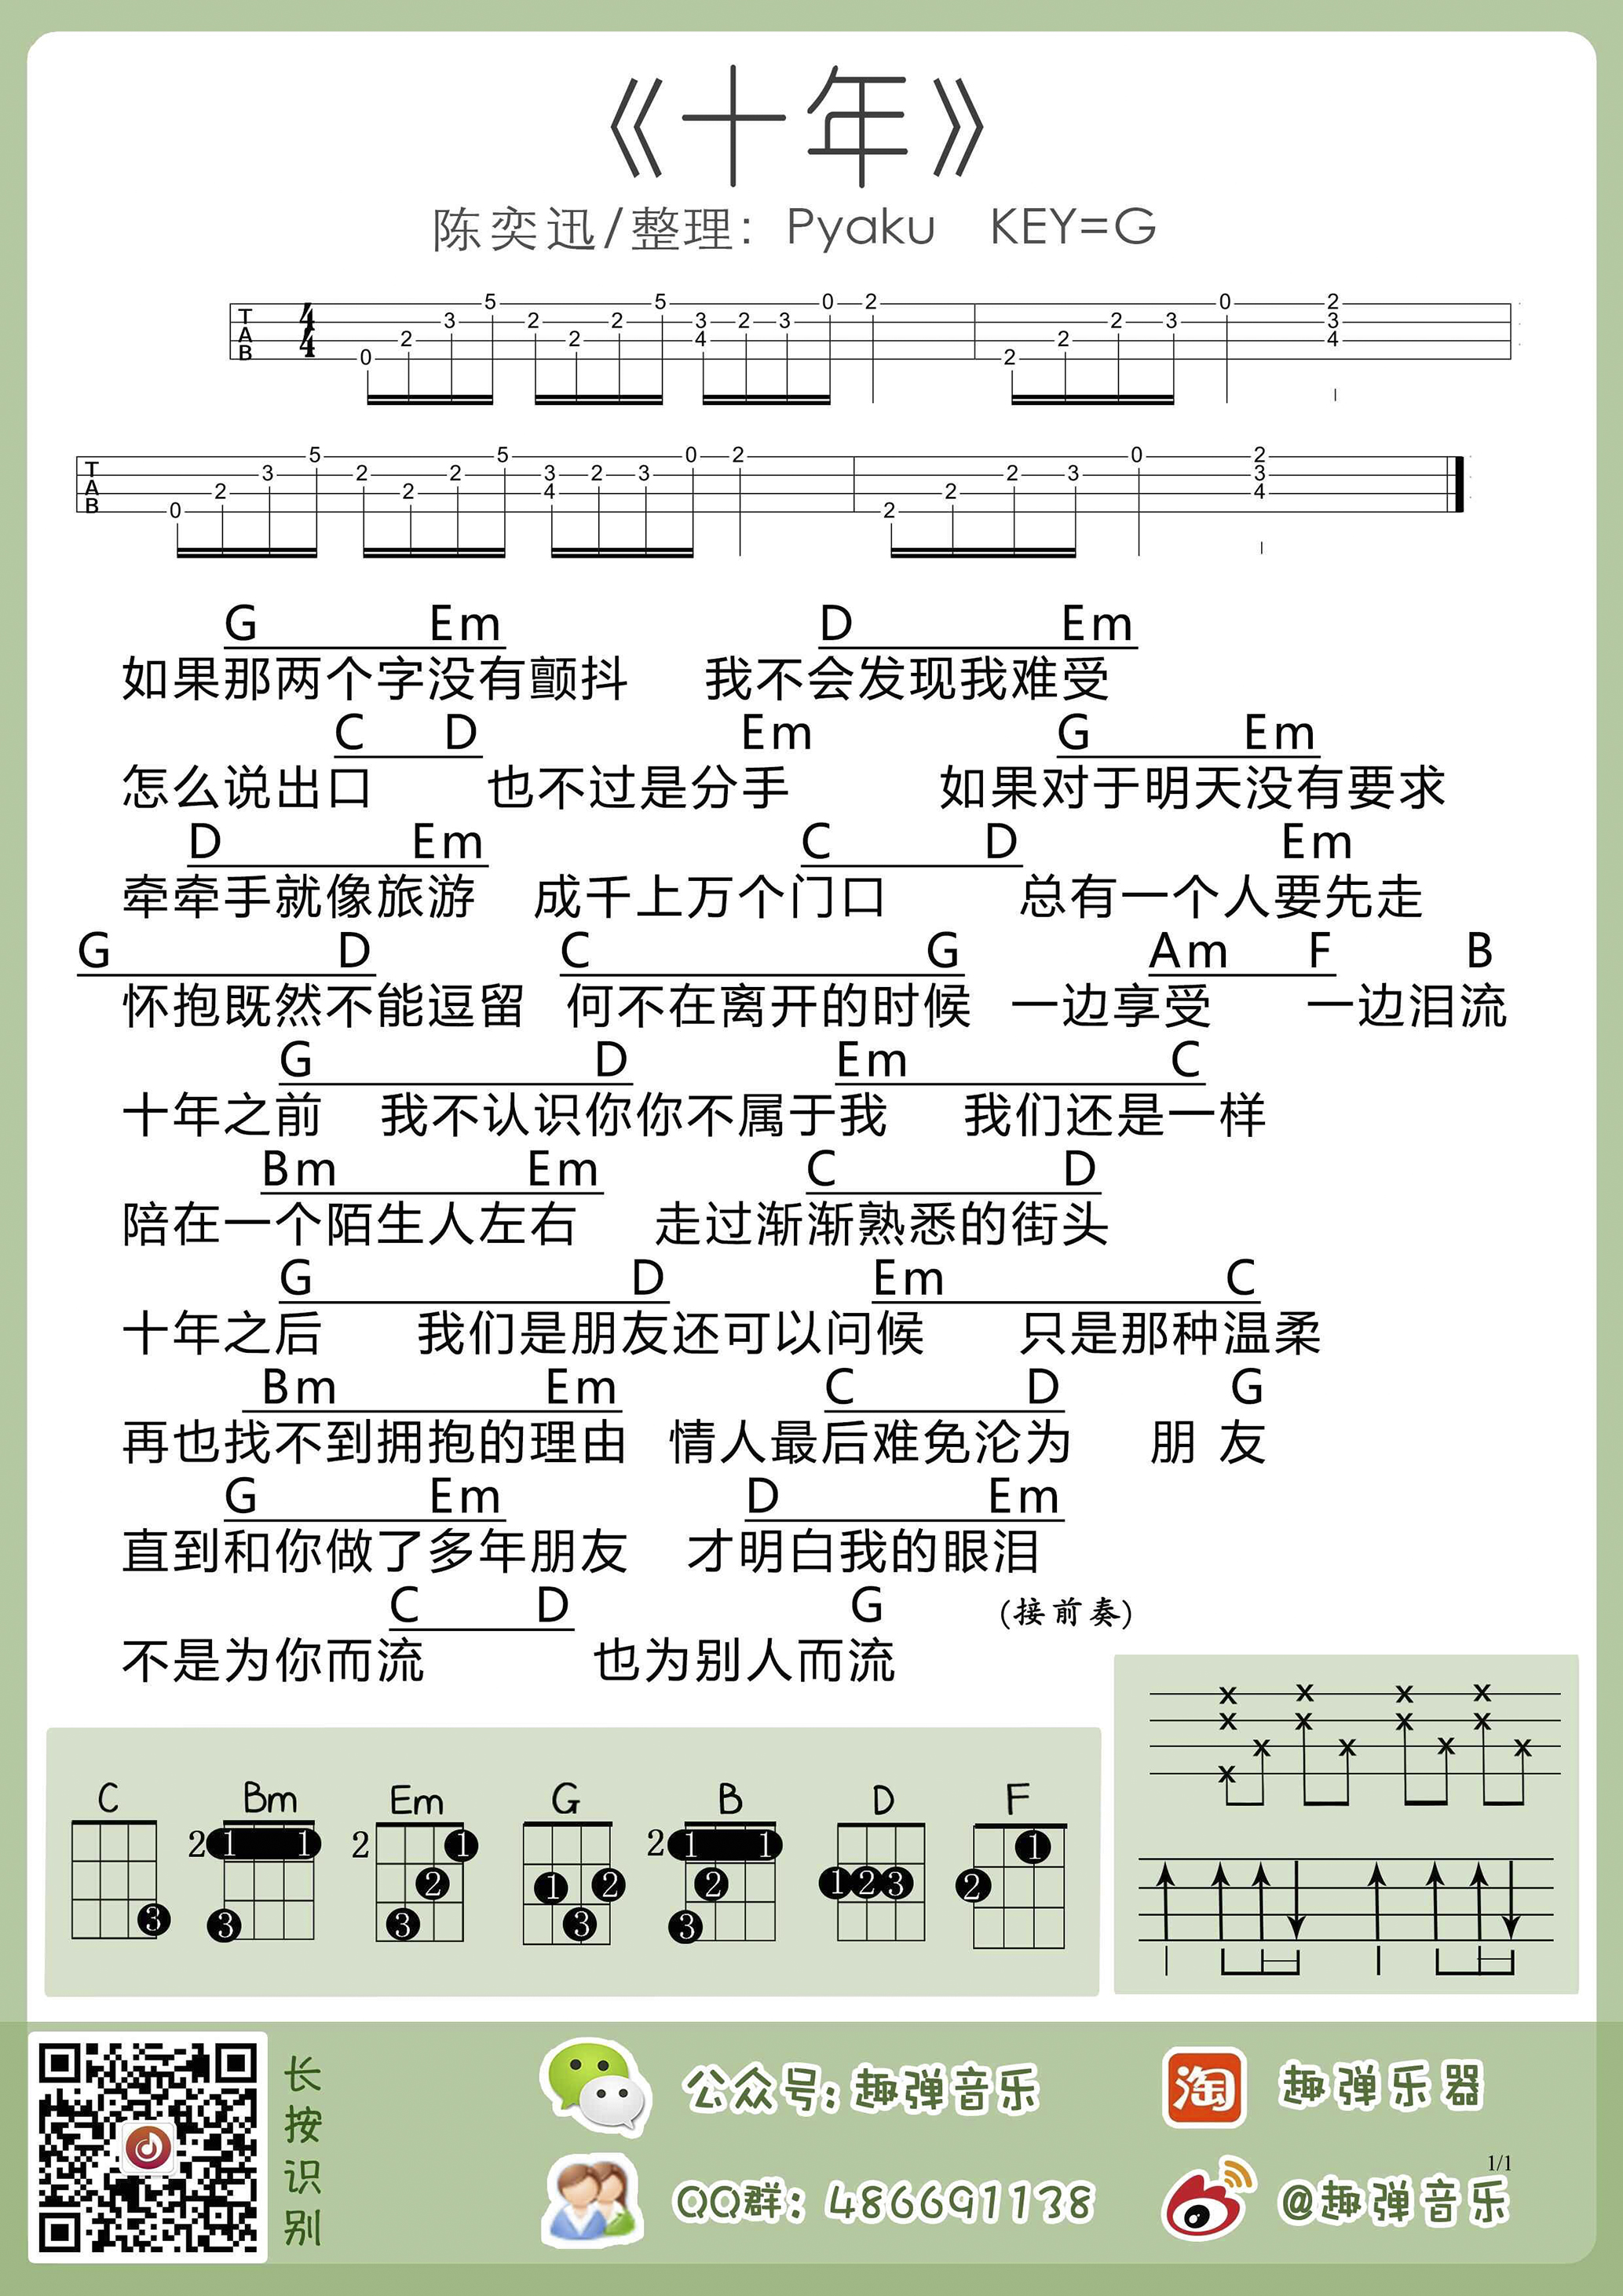 《十年》
陈奕迅/整理：Pyaku KEY=G
T A B 4/4 0 2 3 5 2 2 2 5 3 4 2 3 0 2 2 2 2 3 0 2 3 4
T A B 0 2 3 5 2 2 2 5 3 4 2 3 0 2 2 2 2 3 0 2 3 4
G Em D Em
如果那两个字没有颤抖 我不会发现我难受
C D Em G Em
怎么说出口 也不过是分手 如果对于明天没有要求
D Em C D Em
牵牵手就像旅游 成千上万个门口 总有一个人要先走
G D C G Am F B
怀抱既然不能逗留 何不在离开的时候 一边享受 一边泪流
G D Em C
十年之前 我不认识你你不属于我 我们还是一样
Bm Em C D
陪在一个陌生人左右 走过渐渐熟悉的街头
G D Em C
十年之后 我们是朋友还可以问候 只是那种温柔
Bm Em C D G
再也找不到拥抱的理由 情人最后难免沦为 朋 友
G Em D Em
直到和你做了多年朋友 才明白我的眼泪
C D G (接前奏)
不是为你而流 也为别人而流
C Bm Em G B D F
3
2 1 1 3
2 1 2 3
1 2 3
2 1 1 2 3
1 2 3
1 2
长按识别
公众号：趣弹音乐
淘 趣弹乐器
QQ群：486691138
@趣弹音乐
1/1